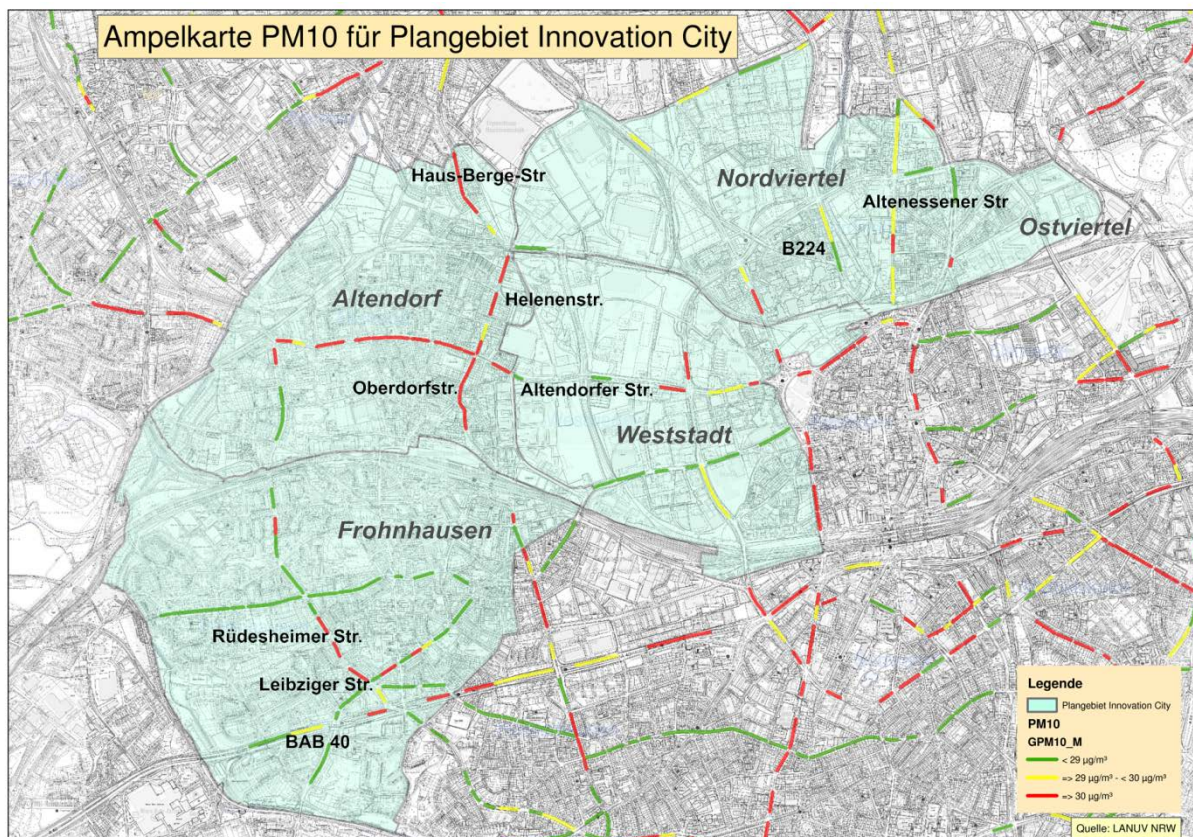 Ampelkarte PM10 für Plangebiet Innovation City
Haus-Berge-Str
Nordviertel
Altenessener Str
Ostviertel
B224
Altendorf
Helenenstr.
Oberdorfstr.
Altendorfer Str.
Weststadt
Frohnhausen
Rüdesheimer Str.
Leibziger Str.
BAB 40
Legende
Plangebiet Innovation City
PM10
GPM10_M
< 29 µg/m³
=> 29 µg/m³ - < 30 µg/m³
=> 30 µg/m³
Quelle: LANUV NRW